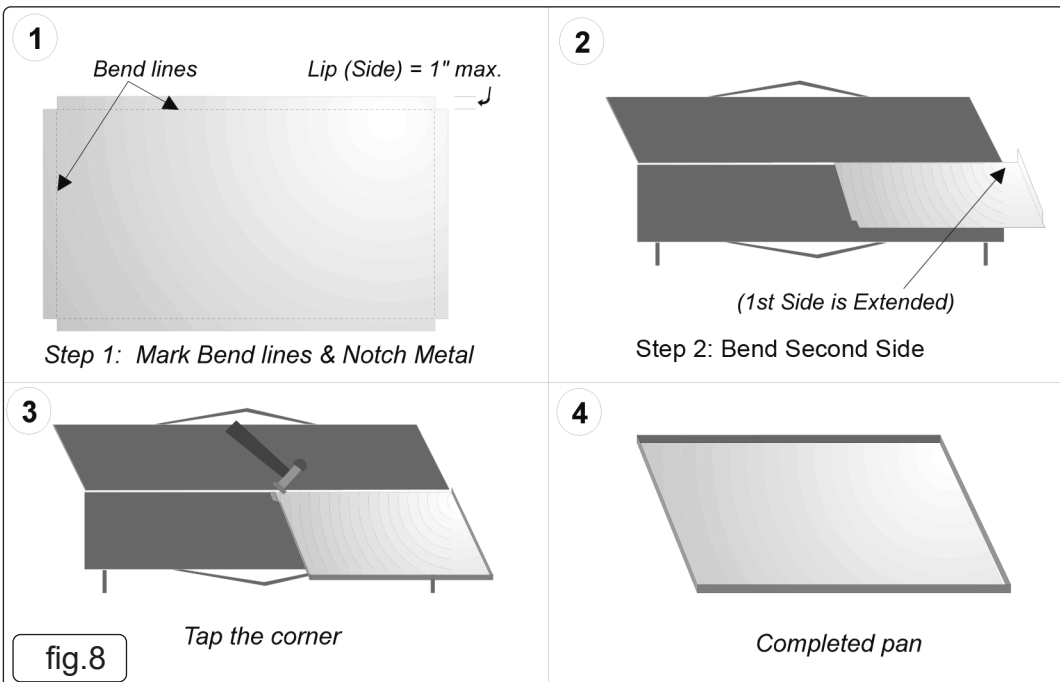 1
Bend lines
Lip (Side) = 1" max.
Step 1: Mark Bend lines & Notch Metal
2
(1st Side is Extended)
Step 2: Bend Second Side
3
Tap the corner
fig.8
4
Completed pan